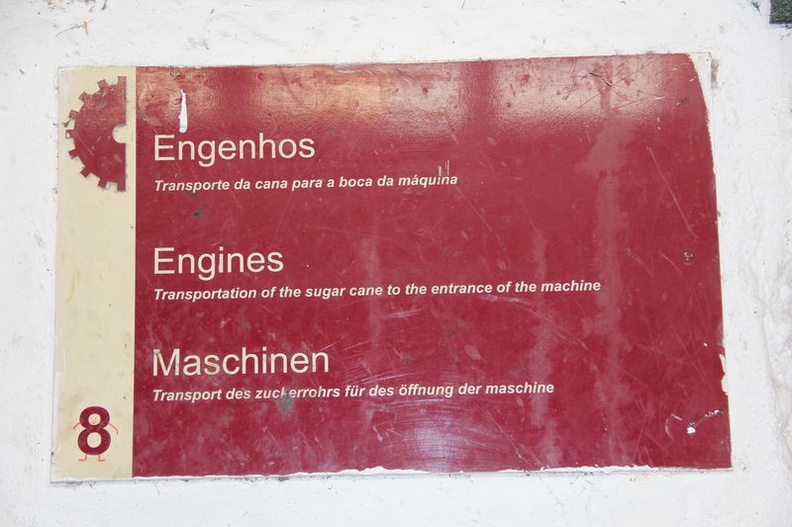 Engenhos
Transporte da cana para a boca da máquina
Engines
Transportation of the sugar cane to the entrance of the machine
Maschinen
Transport des zuckerrohrs für des öffnung der maschine
8